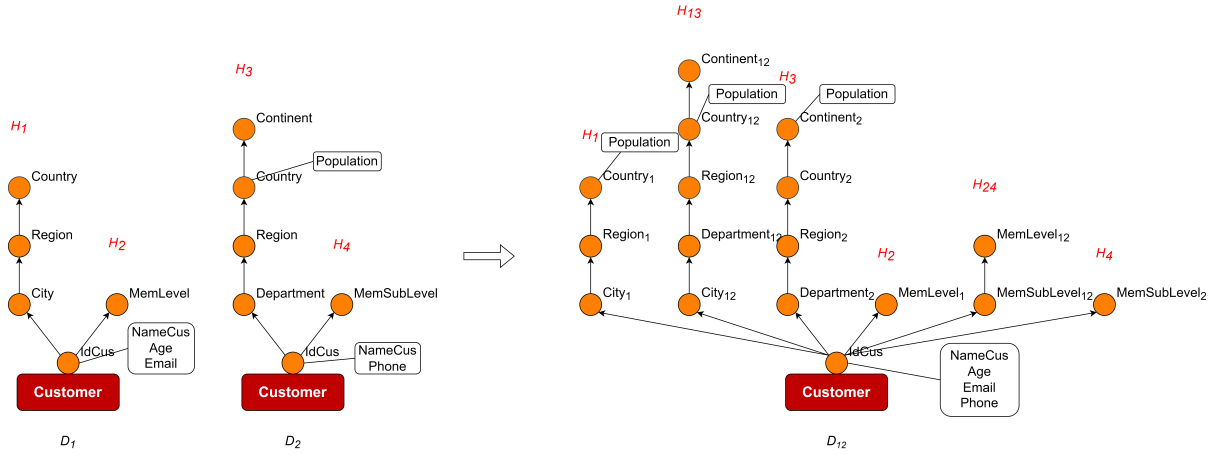 H1
Country
Region
H2
City
MemLevel
IdCus
NameCus
Age
Email
Customer
D1
H3
Continent
Population
Country
Region
H4
Department
MemSubLevel
IdCus
NameCus
Phone
Customer
D2
H13
Continent12
Population
Country12
Region12
Department12
City12
H1
Population
Country1
Region1
City1
H3
Population
Continent2
Country2
Region2
Department2
H2
MemLevel1
H24
MemLevel12
MemSubLevel12
H4
MemSubLevel2
IdCus
NameCus
Age
Email
Phone
Customer
D12